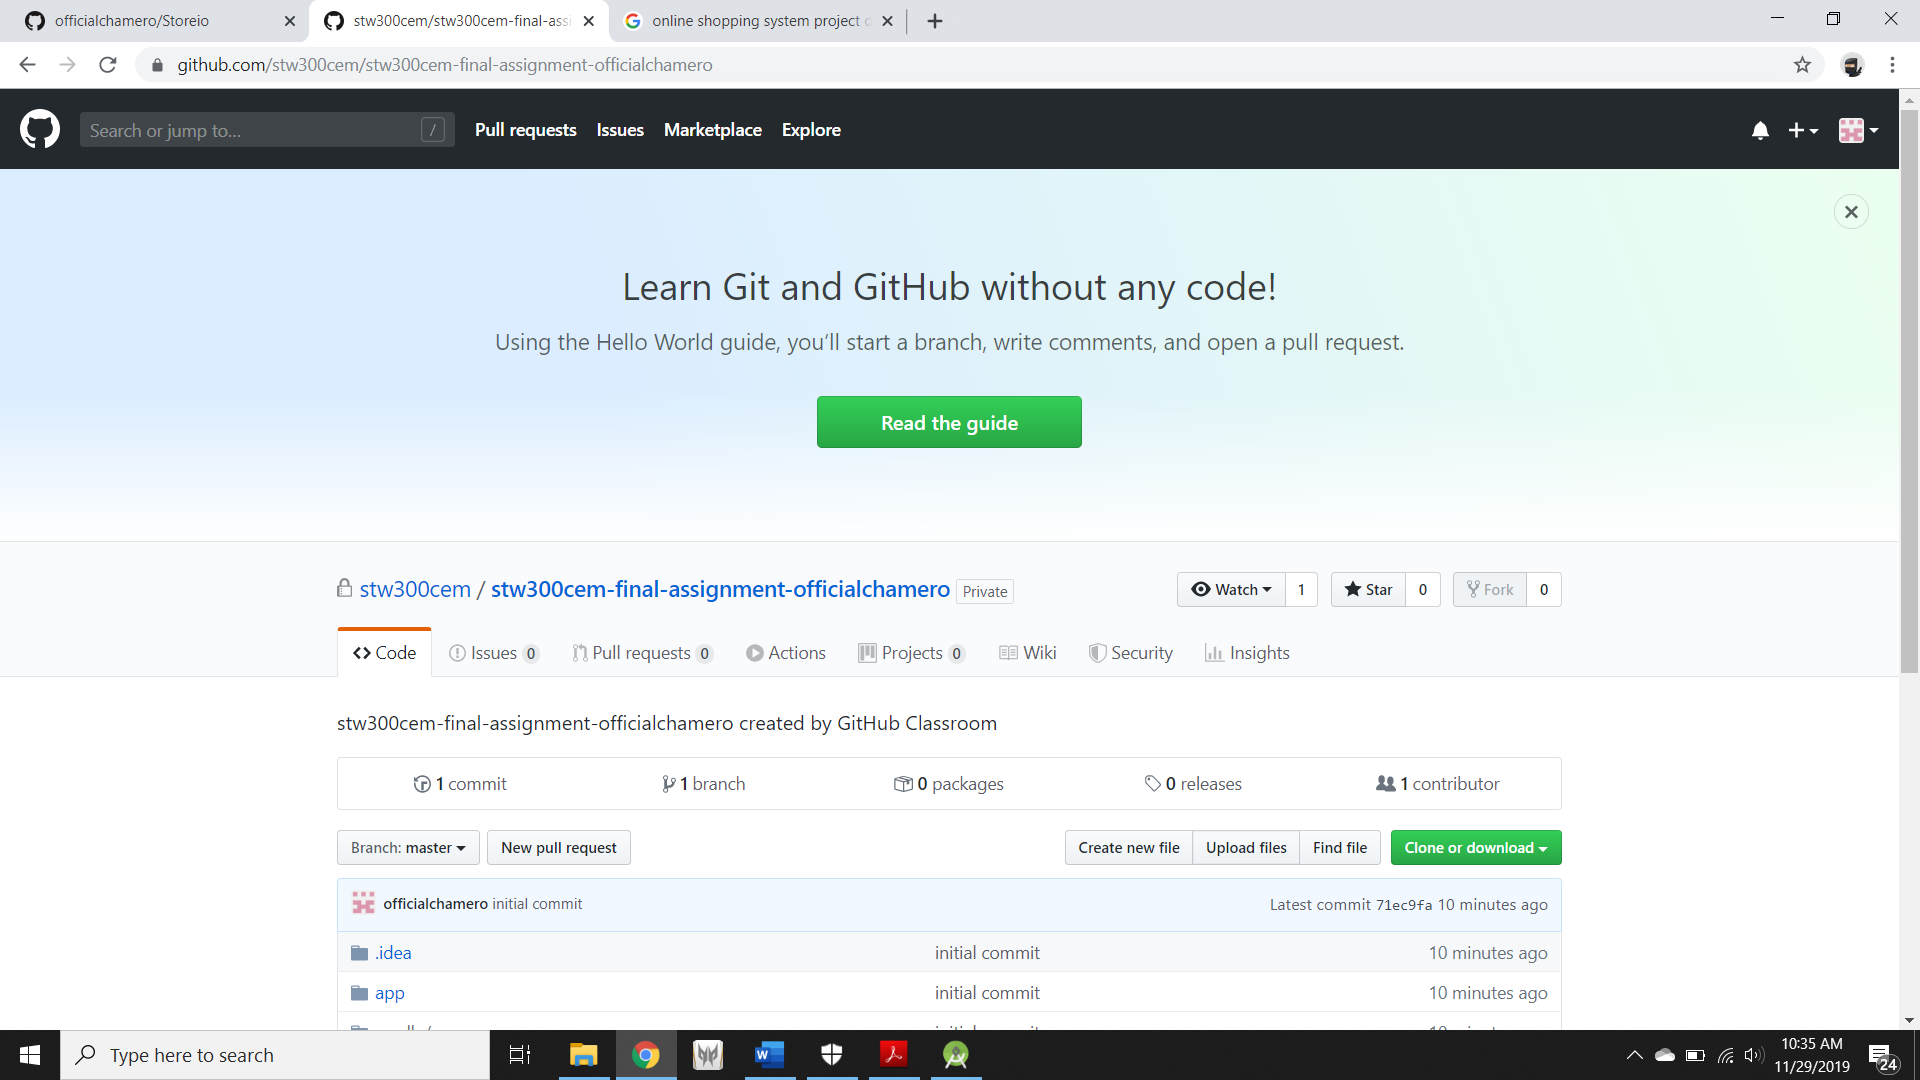 officialchamero/Storeio
stw300cem/stw300cem-final-ass
online shopping system project
github.com/stw300cem/stw300cem-final-assignment-officialchamero
Search or jump to... /
Pull requests Issues Marketplace Explore
Learn Git and GitHub without any code!
Using the Hello World guide, you’ll start a branch, write comments, and open a pull request.
Read the guide
stw300cem / stw300cem-final-assignment-officialchamero Private
Watch 1 Star 0 Fork 0
Code Issues 0 Pull requests 0 Actions Projects 0 Wiki Security Insights
stw300cem-final-assignment-officialchamero created by GitHub Classroom
1 commit 1 branch 0 packages 0 releases 1 contributor
Branch: master New pull request Create new file Upload files Find file Clone or download
officialchamero initial commit Latest commit 71ec9fa 10 minutes ago
.idea initial commit 10 minutes ago
app initial commit 10 minutes ago
Type here to search
10:35 AM
11/29/2019
24